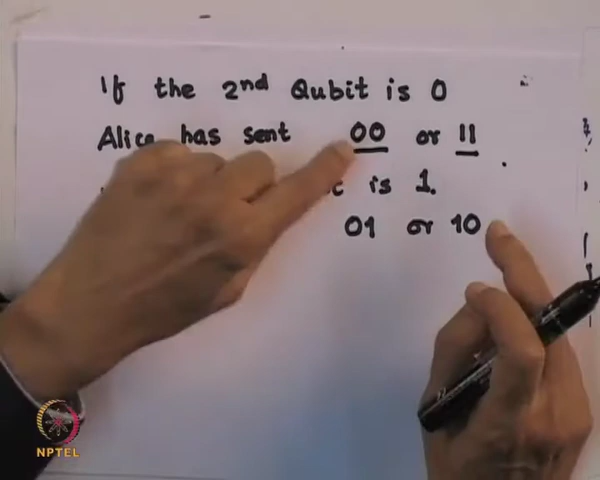 If the 2nd Qubit is 0
Alice has sent 00 or 11
is 1.
01 or 10
NPTEL